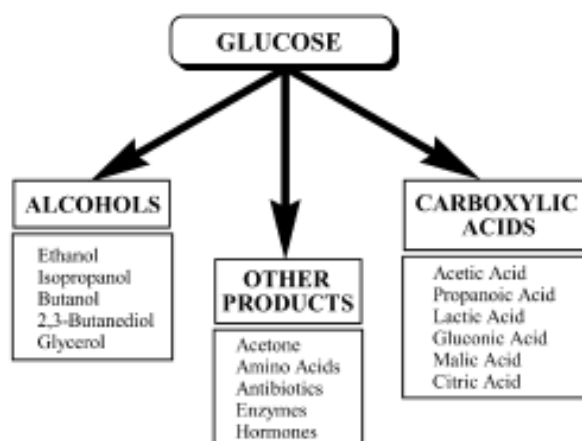 GLUCOSE
ALCOHOLS
Ethanol
Isopropanol
Butanol
2,3-Butanediol
Glycerol
OTHER
PRODUCTS
Acetone
Amino Acids
Antibiotics
Enzymes
Hormones
CARBOXYLIC
ACIDS
Acetic Acid
Propanoic Acid
Lactic Acid
Gluconic Acid
Malic Acid
Citric Acid